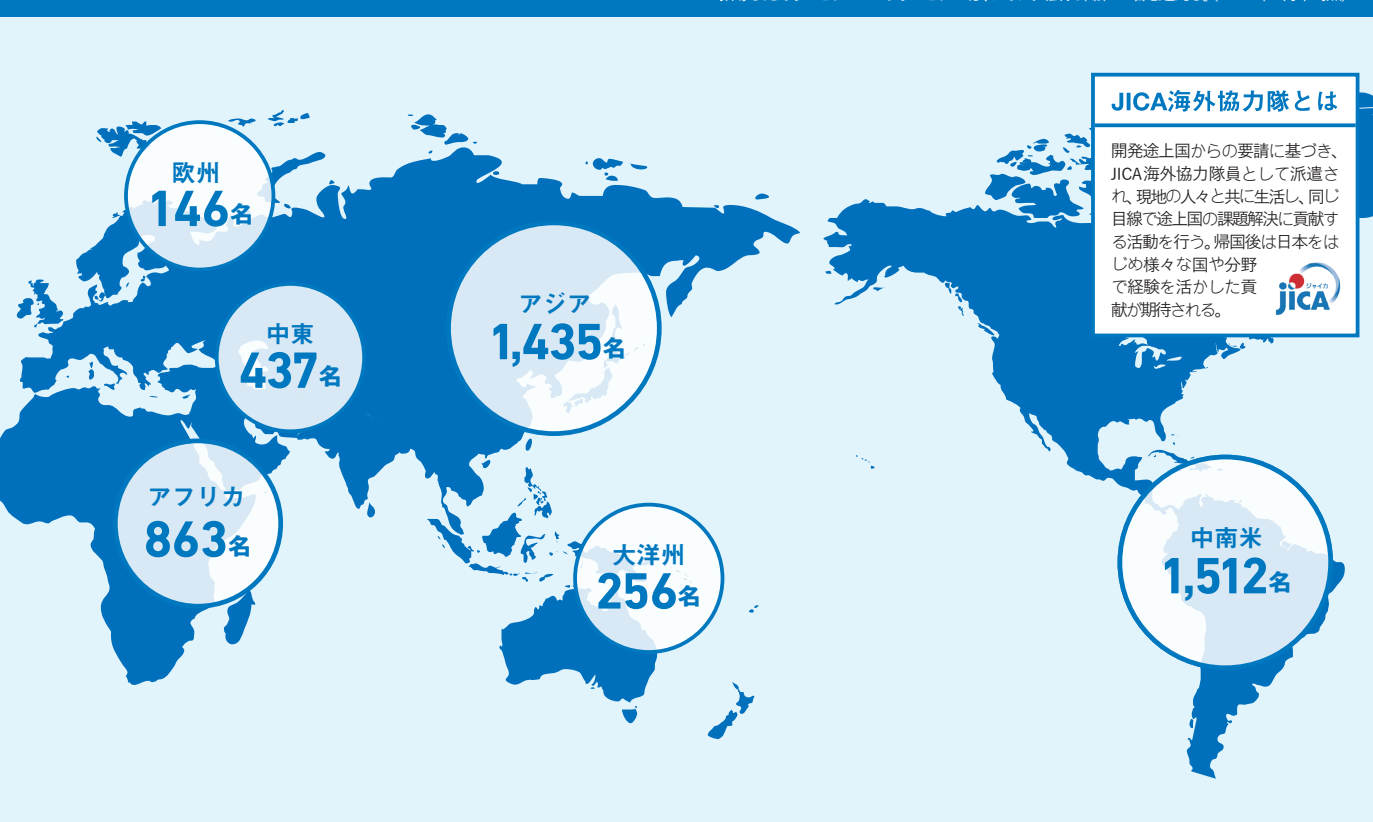 JICA海外協力隊とは
開発途上国からの要請に基づき、
JICA海外協力隊員として派遣さ
れ、現地の人々と共に生活し、同じ
目線で途上国の課題解決に貢献す
る活動を行う。帰国後は日本をは
じめ様々な国や分野
で経験を活かした貢
献が期待される。
ジャイカ
jICA
欧州
146名
アジア
1,435名
中東
437名
アフリカ
863名
大洋州
256名
中南米
1,512名